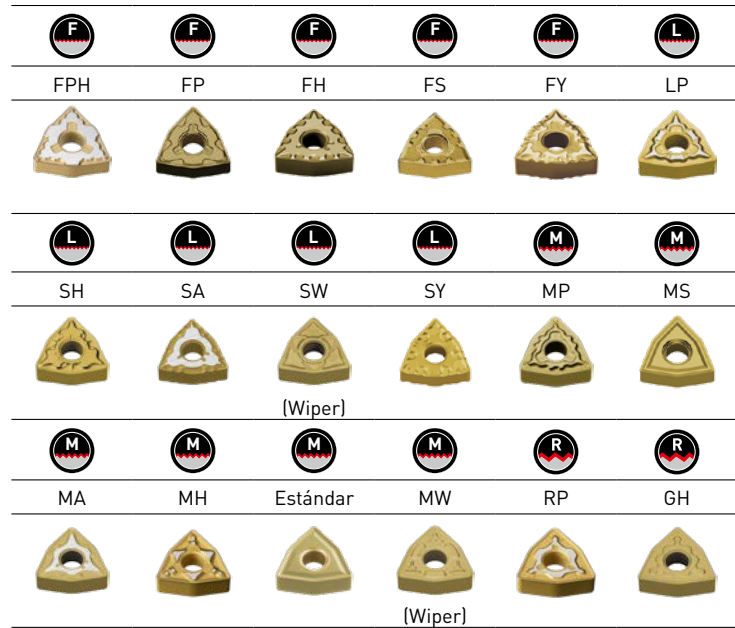 F F F F F L
FPH FP FH FS FY LP
L L L L M M
SH SA SW SY MP MS
(Wiper)
M M M M R R
MA MH Estándar MW RP GH
(Wiper)